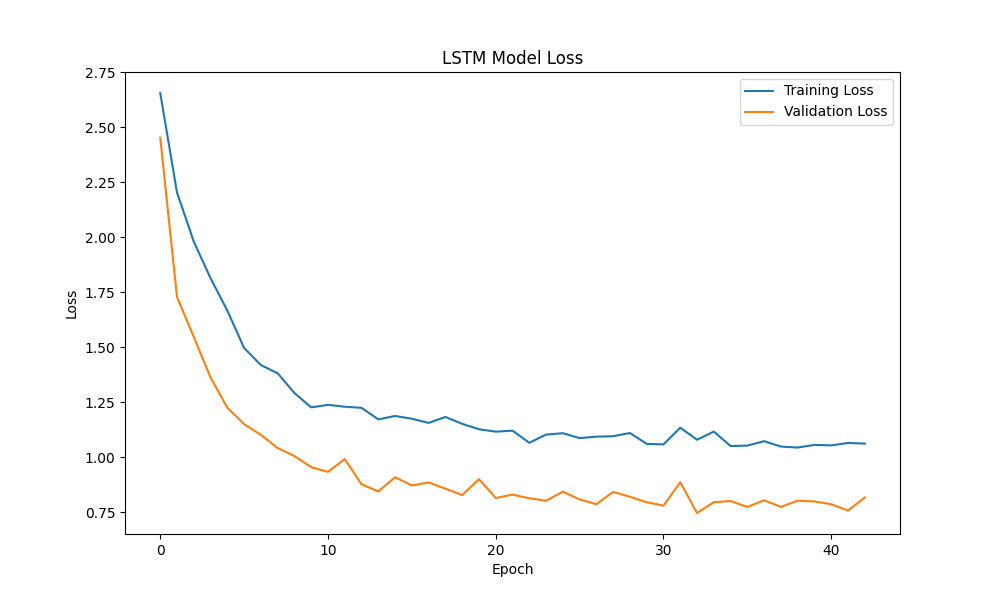 LSTM Model Loss
Training Loss
Validation Loss
2.75
2.50
2.25
2.00
1.75
1.50
1.25
1.00
0.75
Loss
0 10 20 30 40
Epoch